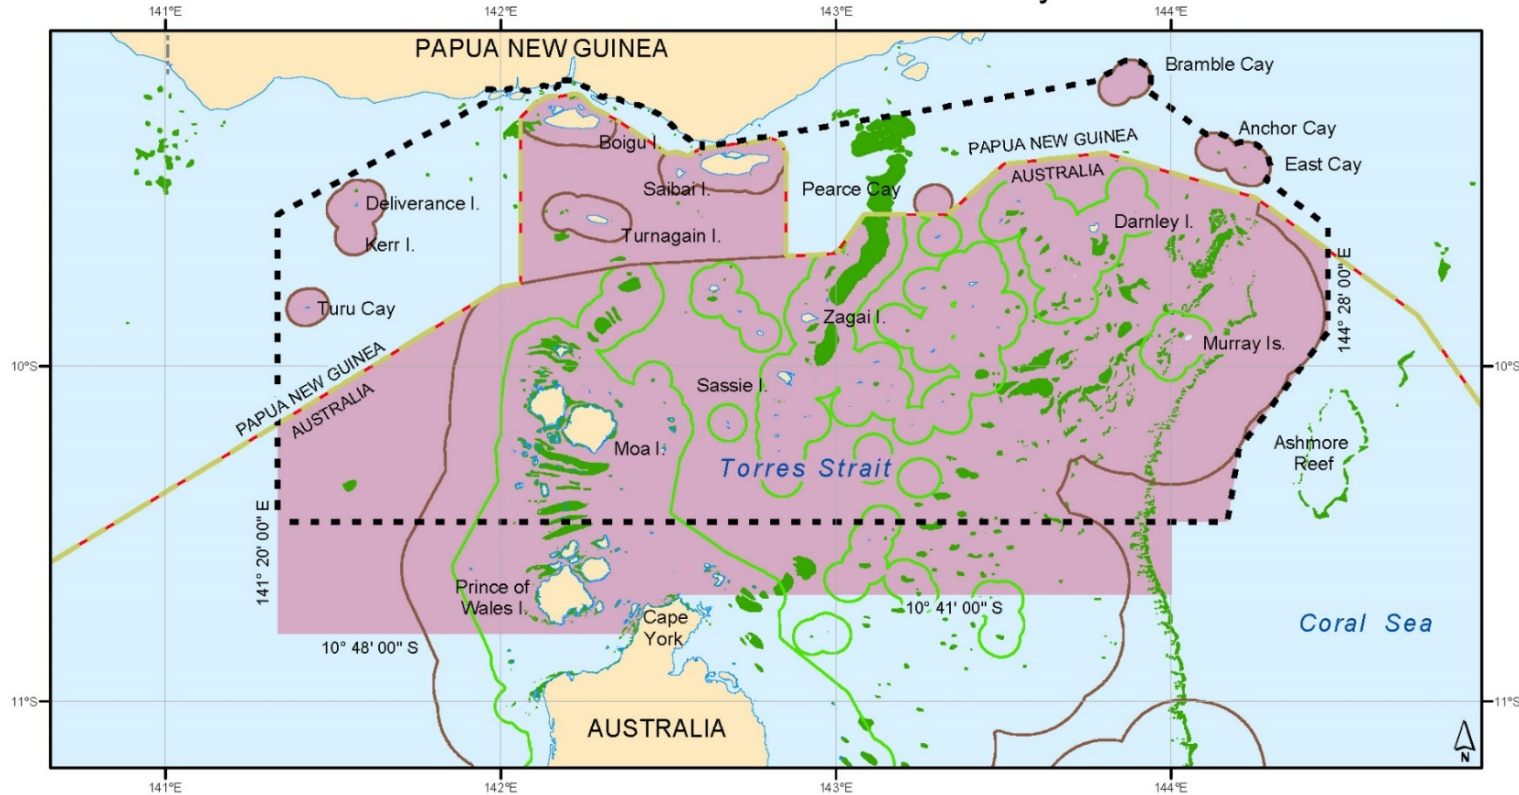 141°E 142°E 143°E 144°E
PAPUA NEW GUINEA
Bramble Cay
Anchor Cay
PAPUA NEW GUINEA
Boigu I.
East Cay
AUSTRALIA
Saibai I.
Pearce Cay
Deliverance I.
Darnley I.
Turnagain I.
Kerr I.
144° 28' 00" E
Turu Cay
Zagai I.
Murray Is.
10°S 10°S
PAPUA NEW GUINEA
AUSTRALIA
Sassie I.
Ashmore
Reef
Moa I.
Torres Strait
141° 20' 00" E
Prince of
Wales I.
10° 41' 00" S
Cape
York
Coral Sea
10° 48' 00" S
11°S 11°S
AUSTRALIA
N
141°E 142°E 143°E 144°E